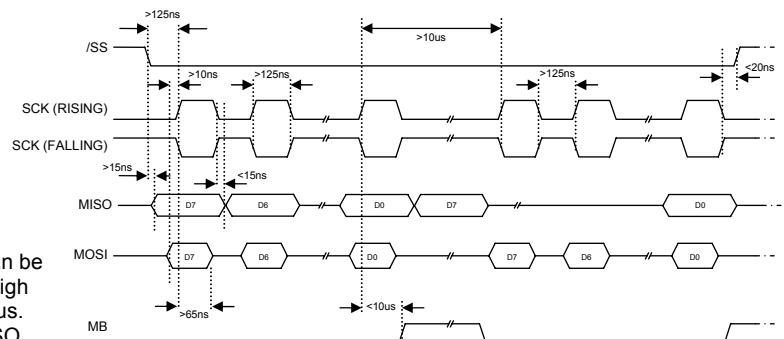 >125ns
/SS
>10us
<20ns
>10ns
>125ns
>125ns
SCK (RISING)
SCK (FALLING)
>15ns
<15ns
MISO
D7
D6
D0
D7
D0
MOSI
D7
D6
D0
D7
D6
D0
an be
igh
us.
>65ns
<10us
MB
SO